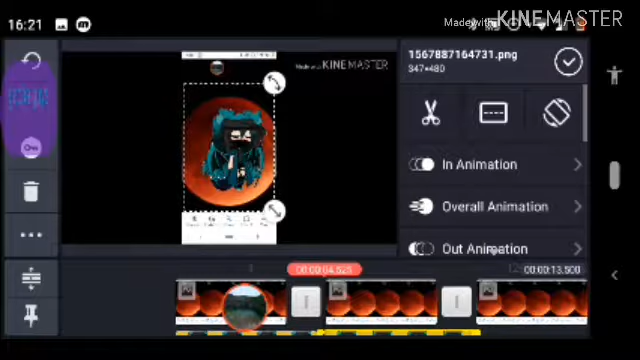 16:21
Made with KINEMASTER
1567887164731.png
347×480
Made with KINEMASTER
In Animation
Overall Animation
Out Animation
00:00:04.625
00:00:13.500